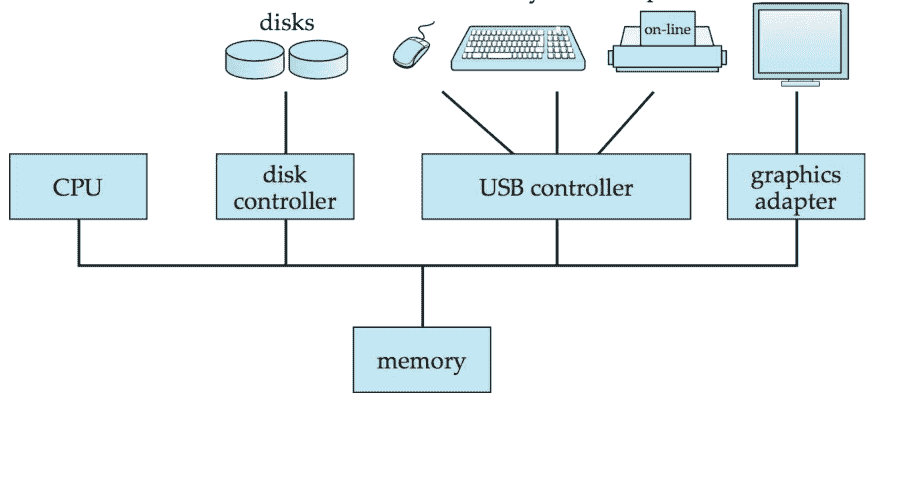 disks
on-line
CPU
disk
controller
USB controller
graphics
adapter
memory